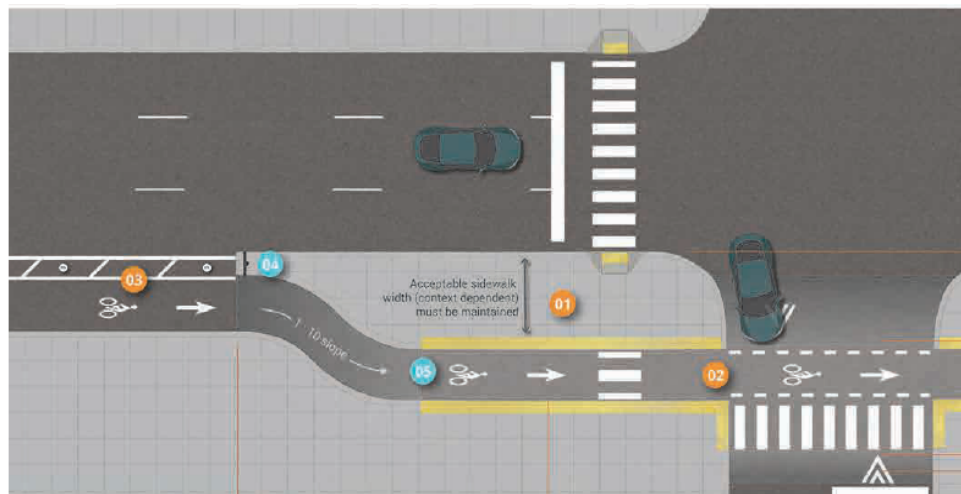 04
03
Acceptable sidewalk
width (context dependent)
must be maintained
01
1 : 10 slope
05
02